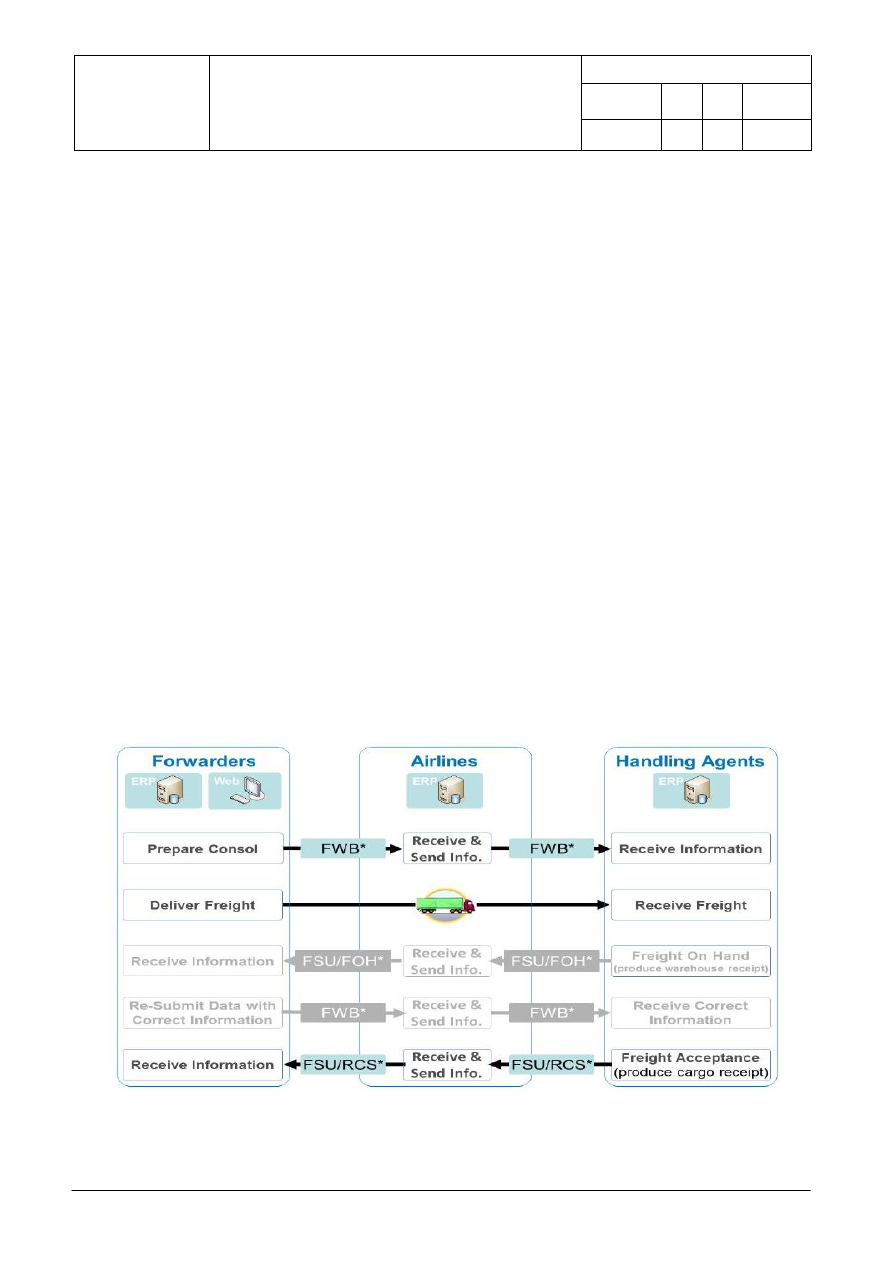 Forwarders
Airlines
Handling Agents
ERP
Web
ERP
ERP
Prepare Consol
FWB*
Receive &
Send Info.
FWB*
Receive Information
Deliver Freight
Receive Freight
Receive Information
FSU/FOH*
Receive &
Send Info.
FSU/FOH*
Freight On Hand
(produce warehouse receipt)
Re-Submit Data with
Correct Information
FWB*
Receive &
Send Info.
FWB*
Receive Correct
Information
Receive Information
FSU/RCS*
Receive &
Send Info.
FSU/RCS*
Freight Acceptance
(produce cargo receipt)